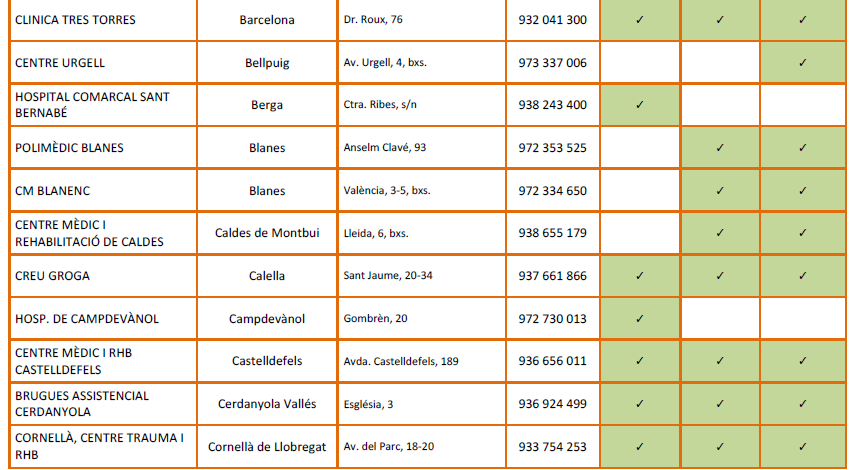 CLINICA TRES TORRES Barcelona Dr. Roux, 76 932 041 300 ✓ ✓ ✓
CENTRE URGELL Bellpuig Av. Urgell, 4, bxs. 973 337 006 ✓
HOSPITAL COMARCAL SANT
BERNABÉ Berga Ctra. Ribes, s/n 938 243 400 ✓
POLIMÈDIC BLANES Blanes Anselm Clavé, 93 972 353 525 ✓ ✓
CM BLANENC Blanes València, 3-5, bxs. 972 334 650 ✓ ✓
CENTRE MÈDIC I
REHABILITACIÓ DE CALDES Caldes de Montbui Lleida, 6, bxs. 938 655 179 ✓ ✓
CREU GROGA Calella Sant Jaume, 20-34 937 661 866 ✓ ✓ ✓
HOSP. DE CAMPDEVÀNOL Campdevànol Gombrèn, 20 972 730 013 ✓
CENTRE MÈDIC I RHB
CASTELLDEFELS Castelldefels Avda. Castelldefels, 189 936 656 011 ✓ ✓ ✓
BRUGUES ASSISTENCIAL
CERDANYOLA Cerdanyola Vallés Església, 3 936 924 499 ✓ ✓ ✓
CORNELLÀ, CENTRE TRAUMA I
RHB Cornellà de Llobregat Av. del Parc, 18-20 933 754 253 ✓ ✓ ✓